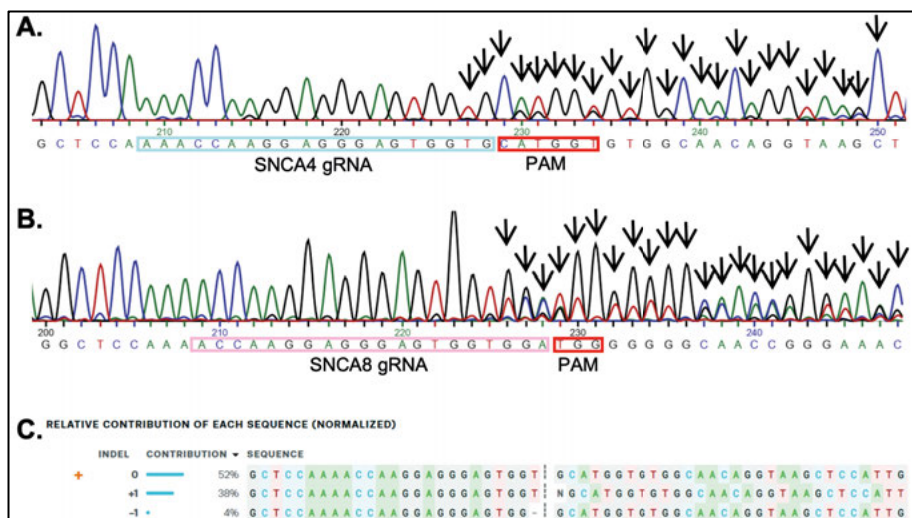 A.
210 220 230 240 250
G C T C C A A A A C C A A G G A G G G A G T G G T G C A T G G T G T G G C A A C A G G T A A G C T
SNCA4 gRNA PAM
B.
200 210 220 230 240
G G C T C C A A A A C C A A G G A G G G A G T G G T G G A T G G G G G G G C A A C C G G G A A A C
SNCA8 gRNA PAM
C. RELATIVE CONTRIBUTION OF EACH SEQUENCE (NORMALIZED)
INDEL CONTRIBUTION SEQUENCE
+ 0 52% G C T C C A A A A C C A A G G A G G G A G T G G T G C A T G G T G T G G C A A C A G G T A A G C T C C A T T G
+1 38% G C T C C A A A A C C A A G G A G G G A G T G G T N G C A T G G T G T G G C A A C A G G T A A G C T C C A T T
-1 4% G C T C C A A A A C C A A G G A G G G A G T G G - G C A T G G T G T G G C A A C A G G T A A G C T C C A T T G